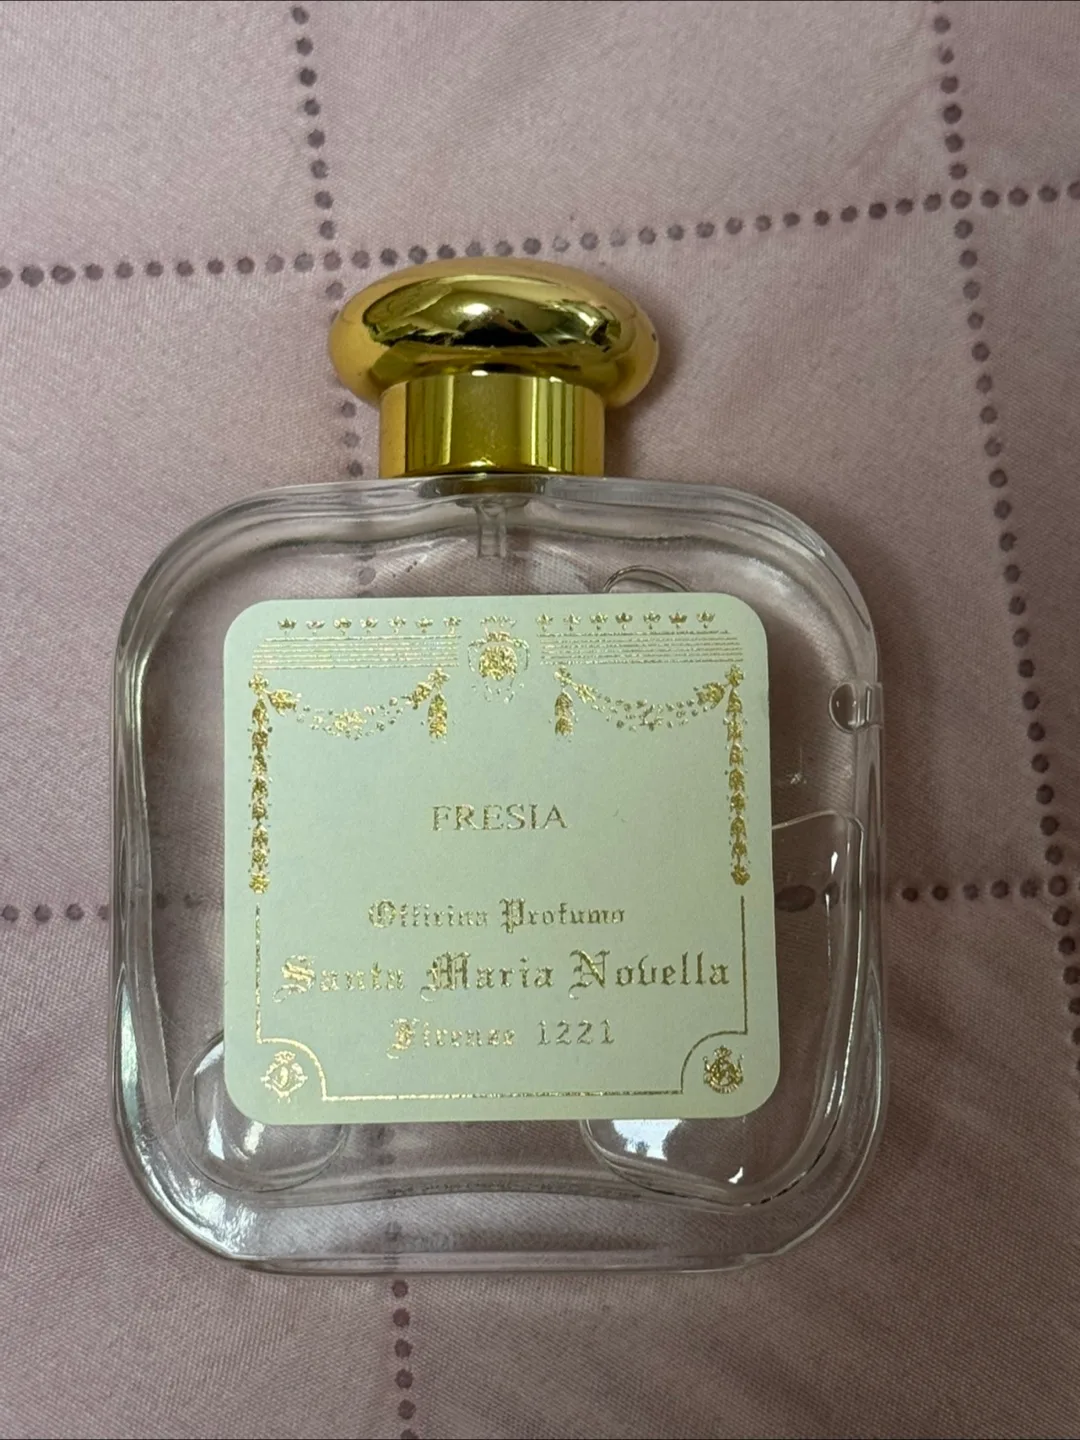 FRESIA
Officina Profumo
Santa Maria Novella
Firenze 1221